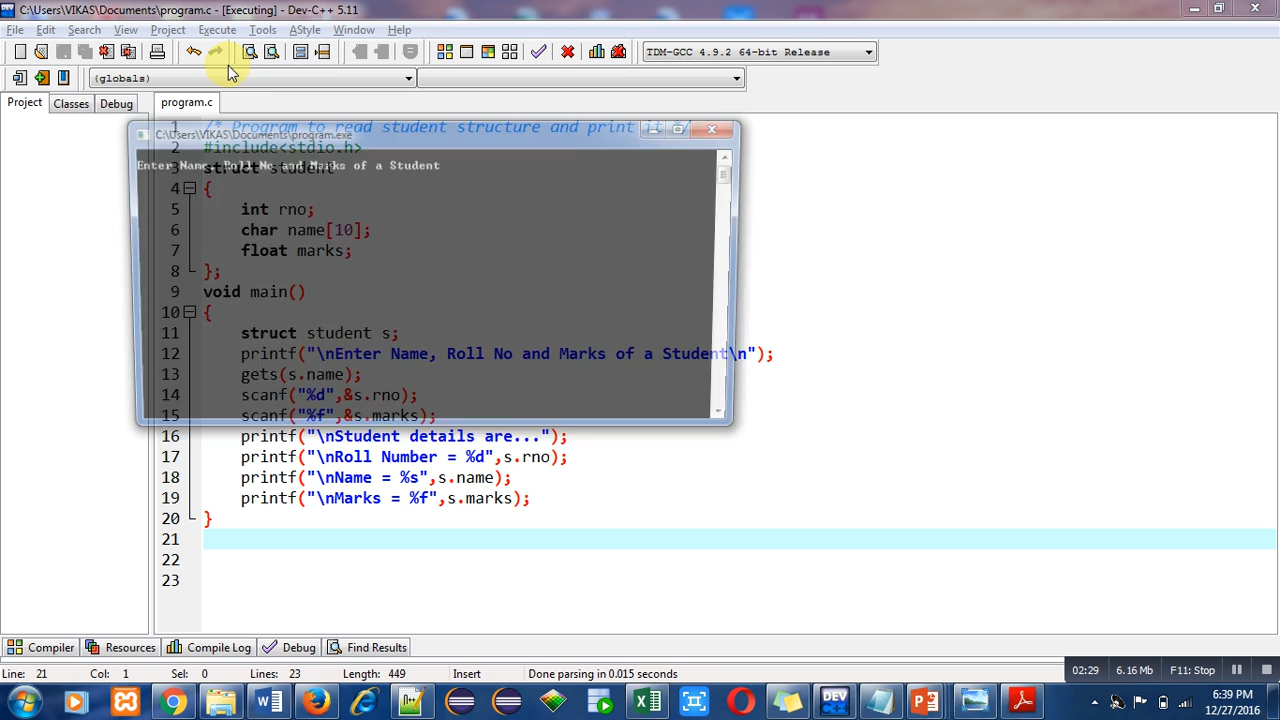 C:\Users\VIKAS\Documents\program.c - [Executing] - Dev-C++ 5.11
File Edit Search View Project Execute Tools AStyle Window Help
TDM-GCC 4.9.2 64-bit Release
(globals)
Project Classes Debug program.c
1 /* Program to read student structure and print it */
C:\Users\VIKAS\Documents\program.exe
2 #include<stdio.h>
Enter Name, Roll No and Marks of a Student
3 struct student
4 {
5 int rno;
6 char name[10];
7 float marks;
8 };
9 void main()
10 {
11 struct student s;
12 printf("\nEnter Name, Roll No and Marks of a Student\n");
13 gets(s.name);
14 scanf("%d",&s.rno);
15 scanf("%f",&s.marks);
16 printf("\nStudent details are...");
17 printf("\nRoll Number = %d",s.rno);
18 printf("\nName = %s",s.name);
19 printf("\nMarks = %f",s.marks);
20 }
21
22
23
Compiler Resources Compile Log Debug Find Results
Line: 21 Col: 1 Sel: 0 Lines: 23 Length: 449 Insert Done parsing in 0.015 seconds
02:29 6.16 Mb F11: Stop
DEV
6:39 PM
12/27/2016